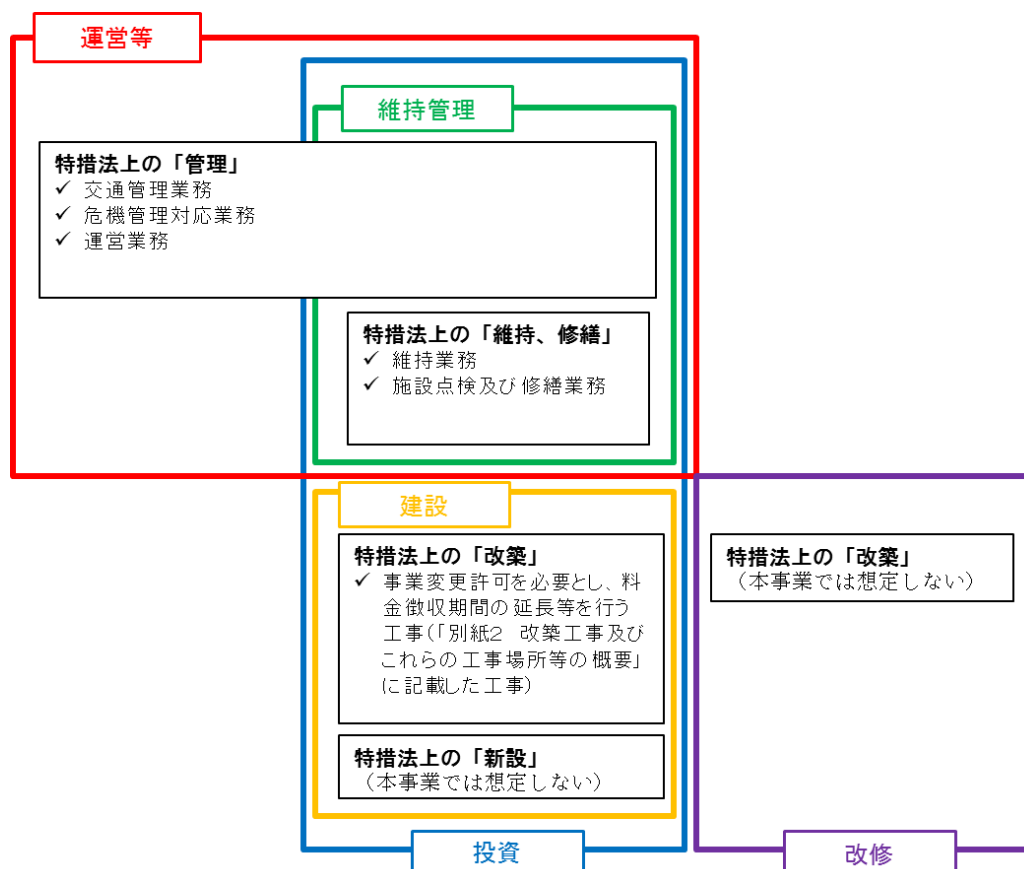 運営等
維持管理
特措法上の「管理」
✓ 交通管理業務
✓ 危機管理対応業務
✓ 運営業務
特措法上の「維持、修繕」
✓ 維持業務
✓ 施設点検及び修繕業務
建設
特措法上の「改築」
✓ 事業変更許可を必要とし、料
金徴収期間の延長等を行う
工事(「別紙2　改築工事及び
これらの工事場所等の概要」
に記載した工事)
特措法上の「新設」
（本事業では想定しない）
特措法上の「改築」
（本事業では想定しない）
投資
改修